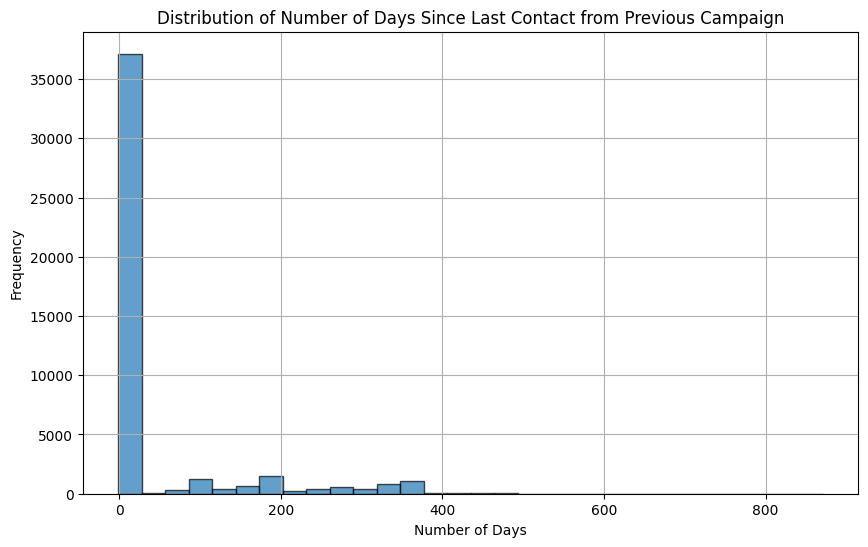 Distribution of Number of Days Since Last Contact from Previous Campaign
Frequency
35000
30000
25000
20000
15000
10000
5000
0
0 200 400 600 800
Number of Days